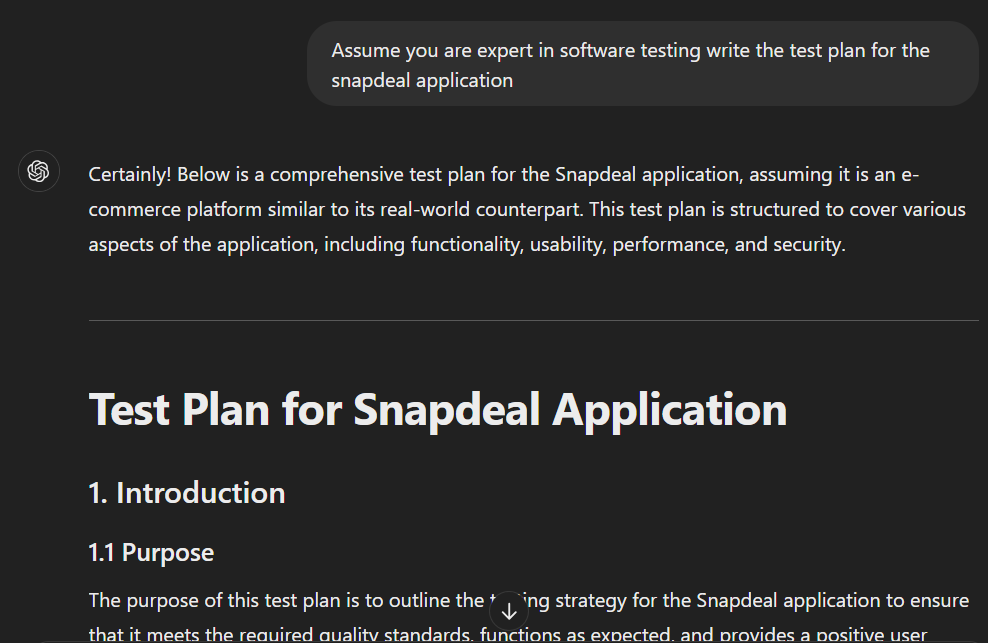 Assume you are expert in software testing write the test plan for the
snapdeal application
Certainly! Below is a comprehensive test plan for the Snapdeal application, assuming it is an e-
commerce platform similar to its real-world counterpart. This test plan is structured to cover various
aspects of the application, including functionality, usability, performance, and security.
Test Plan for Snapdeal Application
1. Introduction
1.1 Purpose
The purpose of this test plan is to outline the strategy for the Snapdeal application to ensure
that it meets the required quality standards, functions as expected, and provides a positive user